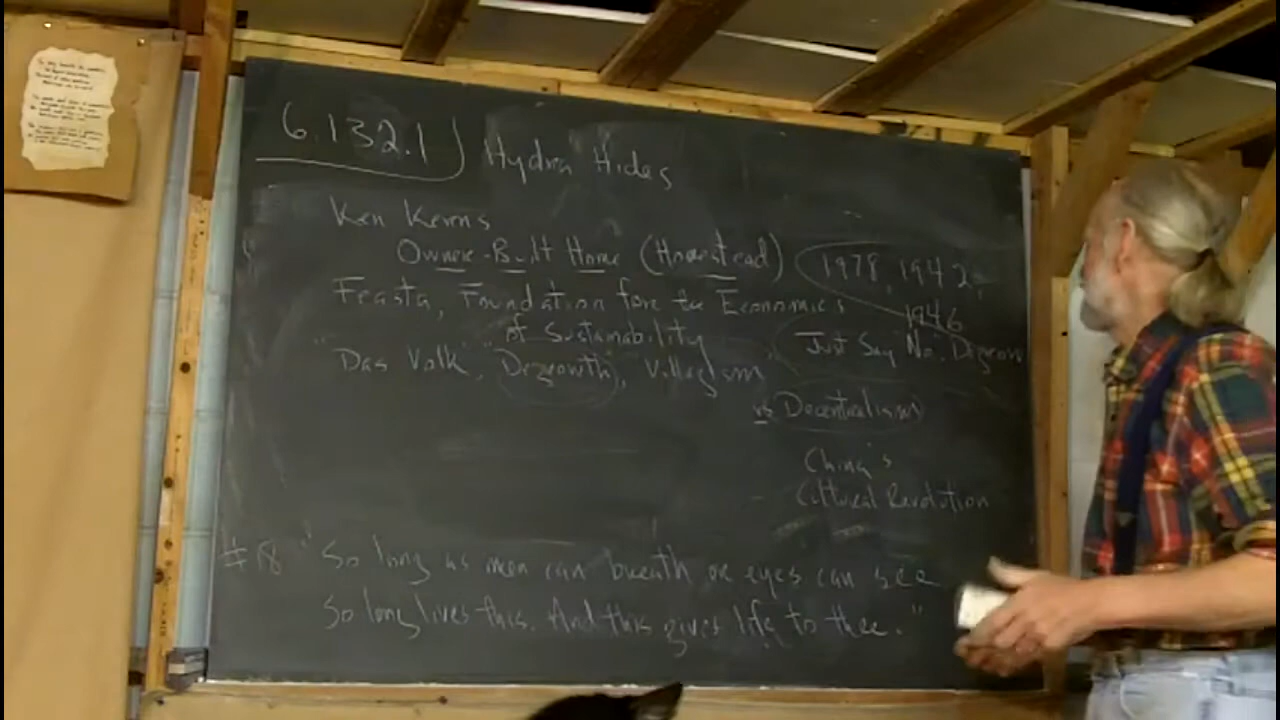 6.132.1) Hydra Hides
Ken Kerns
Owner-Built Home (Homestead)
1978, 1942,
1946
Feasta, Foundation fore the Economics
of Sustainability
Just Say "No", Degrow
"Das Volk", Degrowth, Villagism
vs Decentralism
China's
Cultural Revolution
#18 "So long as men can breath or eyes can see
So long lives this. And this gives life to thee."